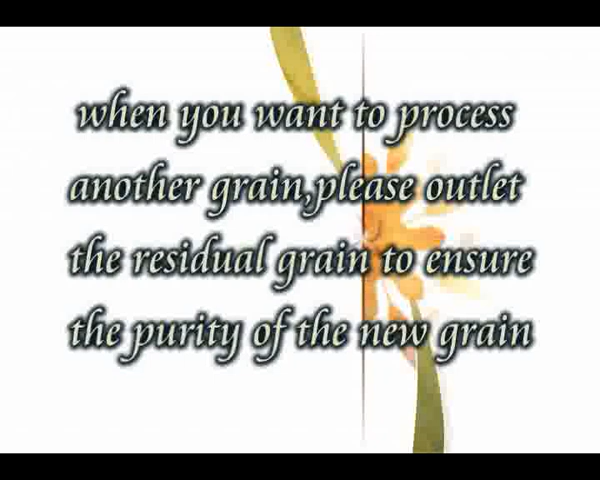 when you want to process
another grain,please outlet
the residual grain to ensure
the purity of the new grain